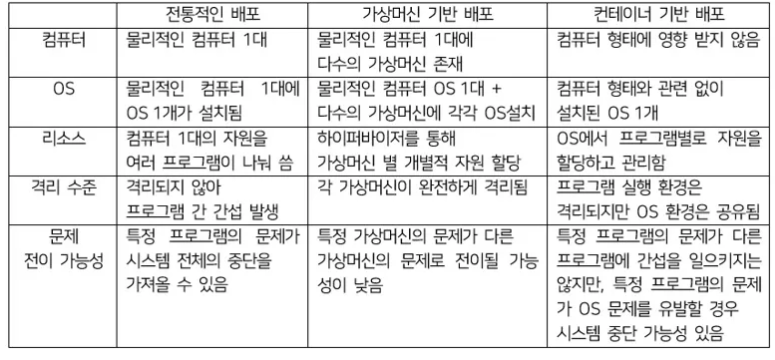 전통적인 배포 가상머신 기반 배포 컨테이너 기반 배포
컴퓨터 물리적인 컴퓨터 1대 물리적인 컴퓨터 1대에 컴퓨터 형태에 영향 받지 않음
다수의 가상머신 존재
OS 물리적인 컴퓨터 1대에 물리적인 컴퓨터 OS 1대 + 컴퓨터 형태와 관련 없이
OS 1개가 설치됨 다수의 가상머신에 각각 OS설치 설치된 OS 1개
리소스 컴퓨터 1대의 자원을 하이퍼바이저를 통해 OS에서 프로그램별로 자원을
여러 프로그램이 나눠 씀 가상머신 별 개별적 자원 할당 할당하고 관리함
격리 수준 격리되지 않아 각 가상머신이 완전하게 격리됨 프로그램 실행 환경은
프로그램 간 간섭 발생 격리되지만 OS 환경은 공유됨
문제 특정 프로그램의 문제가 특정 가상머신의 문제가 다른 특정 프로그램의 문제가 다른
전이 가능성 시스템 전체의 중단을 가상머신의 문제로 전이될 가능 프로그램에 간섭을 일으키지는
가져올 수 있음 성이 낮음 않지만, 특정 프로그램의 문제
가 OS 문제를 유발할 경우
시스템 중단 가능성 있음